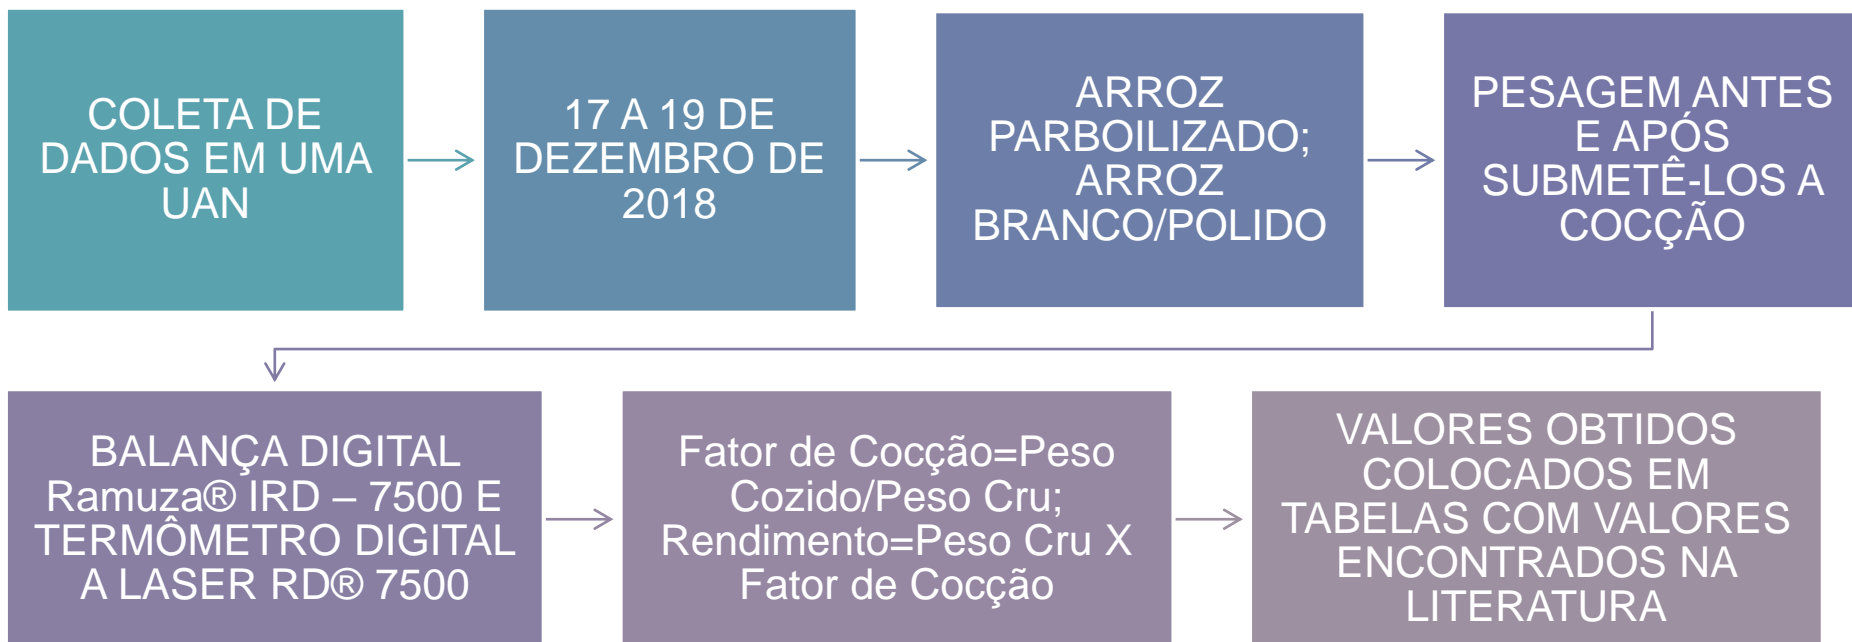 COLETA DE
DADOS EM UMA
UAN
17 A 19 DE
DEZEMBRO DE
2018
ARROZ
PARBOILIZADO;
ARROZ
BRANCO/POLIDO
PESAGEM ANTES
E APÓS
SUBMETÊ-LOS A
COCÇÃO
BALANÇA DIGITAL
Ramuza® IRD – 7500 E
TERMÔMETRO DIGITAL
A LASER RD® 7500
Fator de Cocção=Peso
Cozido/Peso Cru;
Rendimento=Peso Cru X
Fator de Cocção
VALORES OBTIDOS
COLOCADOS EM
TABELAS COM VALORES
ENCONTRADOS NA
LITERATURA